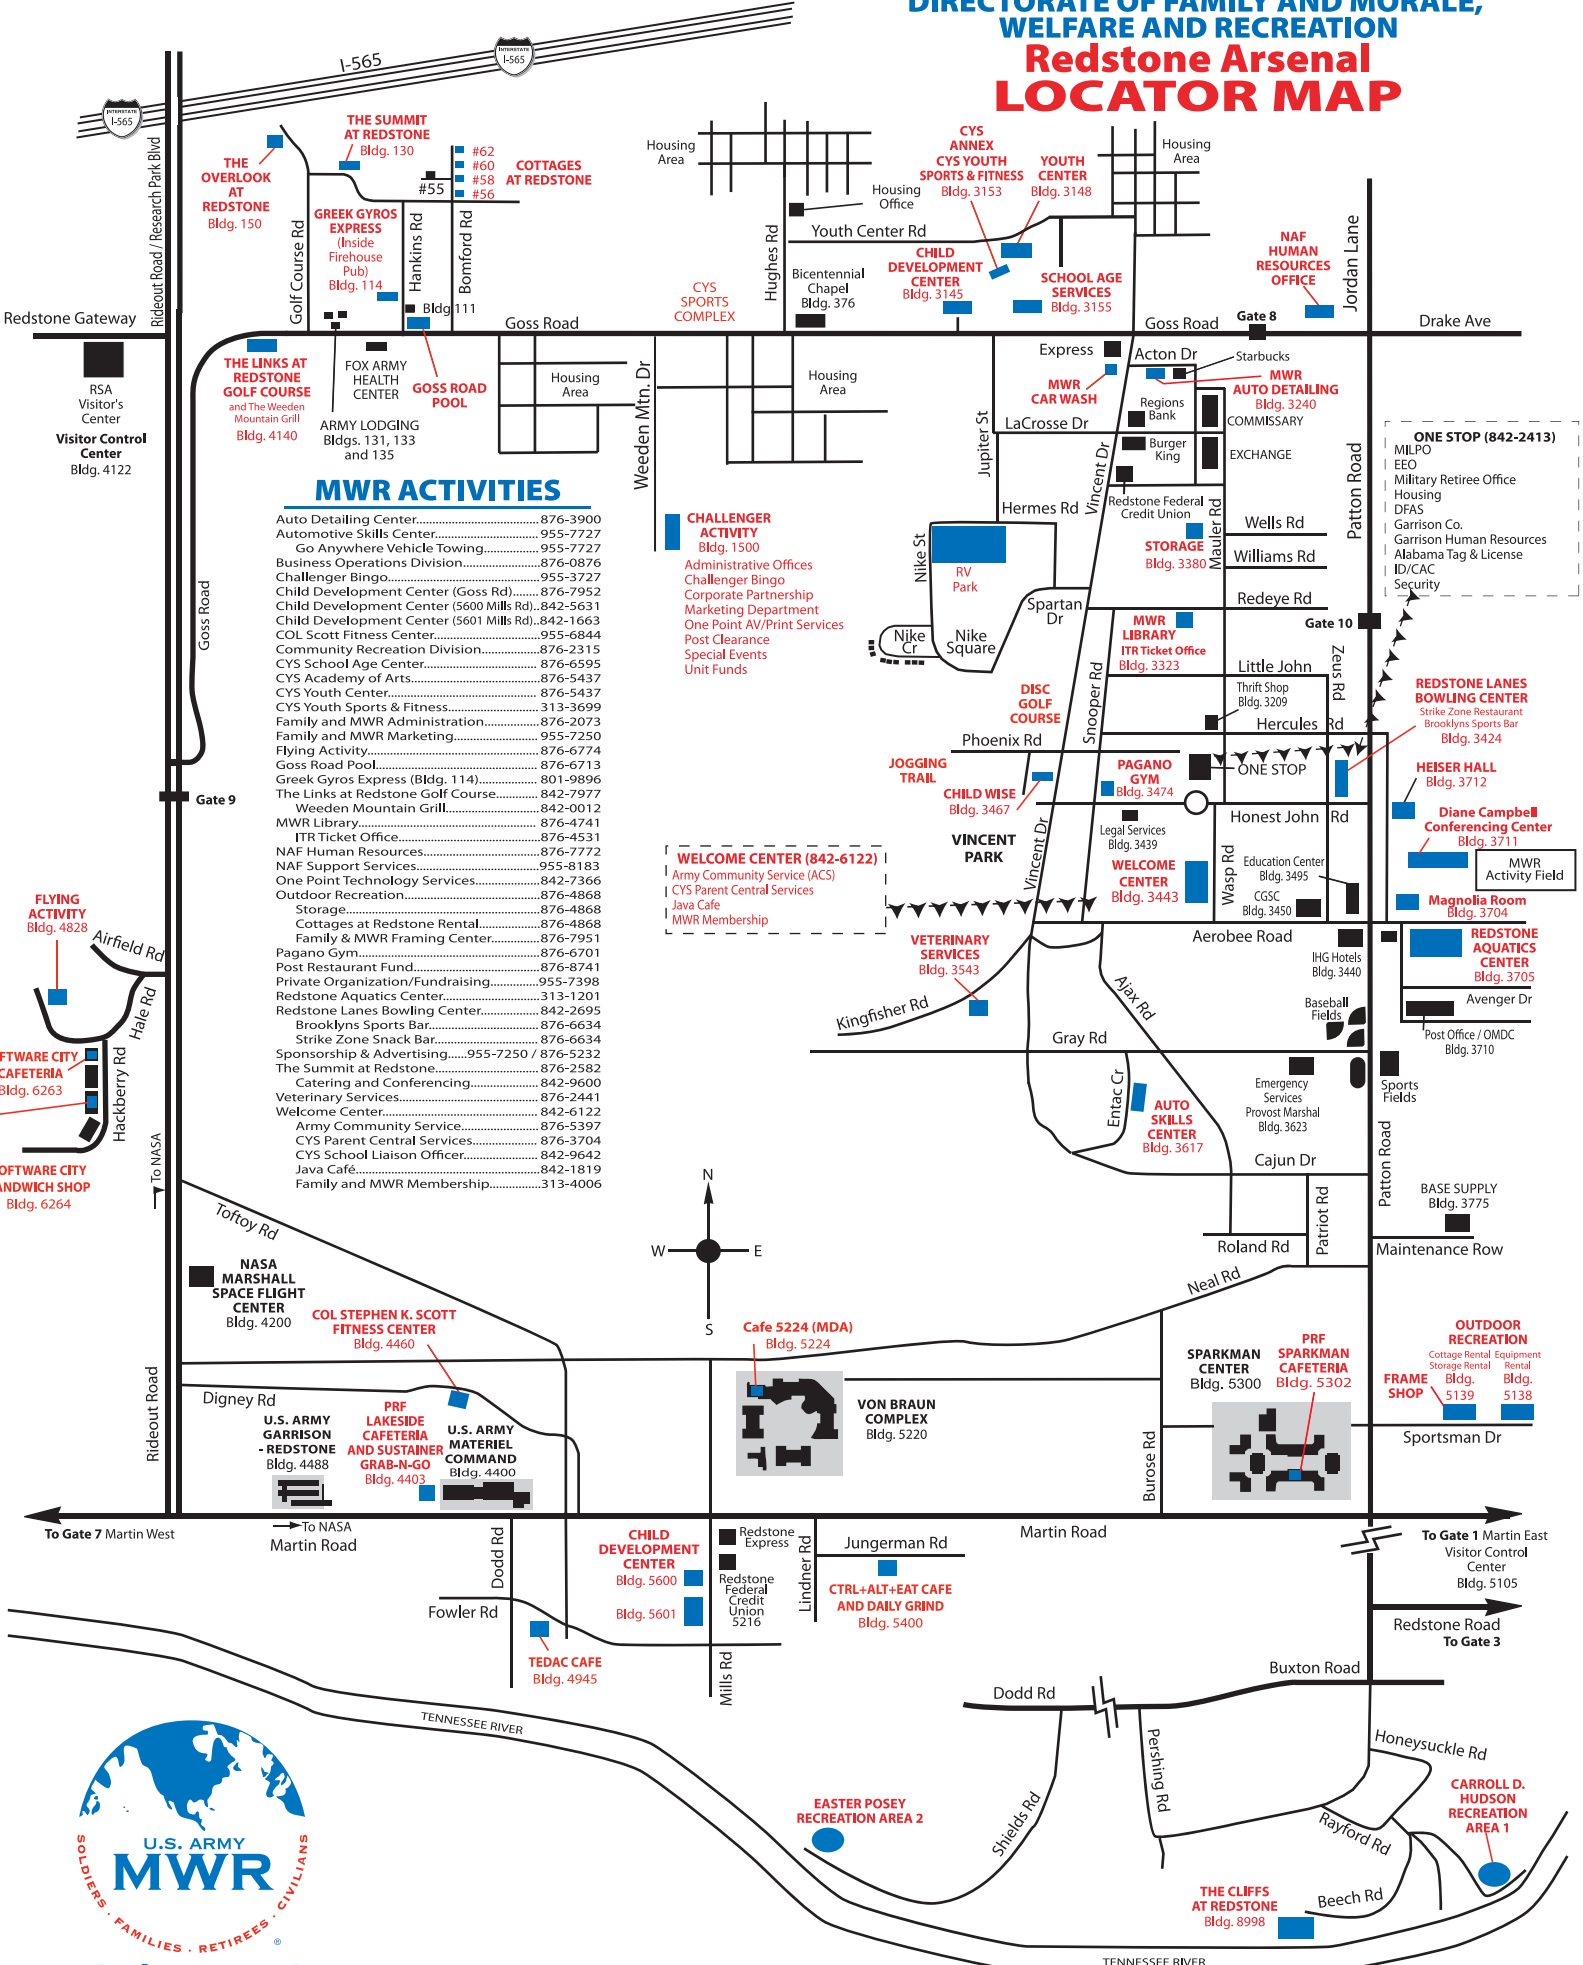 DIRECTORATE OF FAMILY AND MORALE,
WELFARE AND RECREATION
Redstone Arsenal
LOCATOR MAP
I-565
INTERSTATE
I-565
INTERSTATE
I-565
Rideout Road / Research Park Blvd
THE
OVERLOOK
AT
REDSTONE
Bldg. 150
THE SUMMIT
AT REDSTONE
Bldg. 130
#62
#60
#58
#56
COTTAGES
AT REDSTONE
#55
GREEK GYROS
EXPRESS
(Inside
Firehouse
Pub)
Bldg. 114
Golf Course Rd
Hankins Rd
Bomford Rd
Bldg 111
Housing
Area
Housing
Office
Hughes Rd
Youth Center Rd
Bicentennial
Chapel
Bldg. 376
CYS
SPORTS
COMPLEX
CYS
ANNEX
CYS YOUTH
SPORTS & FITNESS
Bldg. 3153
YOUTH
CENTER
Bldg. 3148
Housing
Area
CHILD
DEVELOPMENT
CENTER
Bldg. 3145
SCHOOL AGE
SERVICES
Bldg. 3155
NAF
HUMAN
RESOURCES
OFFICE
Jordan Lane
Redstone Gateway
Goss Road
Goss Road
Gate 8
Drake Ave
RSA
Visitor's
Center
Visitor Control
Center
Bldg. 4122
THE LINKS AT
REDSTONE
GOLF COURSE
and The Weeden
Mountain Grill
Bldg. 4140
FOX ARMY
HEALTH
CENTER
GOSS ROAD
POOL
ARMY LODGING
Bldgs. 131, 133
and 135
Housing
Area
Weeden Mtn. Dr
Housing
Area
Express
MWR
CAR WASH
Acton Dr
Starbucks
MWR
AUTO DETAILING
Bldg. 3240
Regions
Bank
COMMISSARY
LaCrosse Dr
Jupiter St
Vincent Dr
Burger
King
EXCHANGE
Redstone Federal
Credit Union
Hermes Rd
Mauler Rd
Wells Rd
STORAGE
Bldg. 3380
Williams Rd
Patton Road
ONE STOP (842-2413)
MILPO
EEO
Military Retiree Office
Housing
DFAS
Garrison Co.
Garrison Human Resources
Alabama Tag & License
ID/CAC
Security
MWR ACTIVITIES
Auto Detailing Center....................876-3900
Automotive Skills Center....................955-7727
Go Anywhere Vehicle Towing....................955-7727
Business Operations Division....................876-0876
Challenger Bingo....................955-3727
Child Development Center (Goss Rd)........876-7952
Child Development Center (5600 Mills Rd)..842-5631
Child Development Center (5601 Mills Rd)..842-1663
COL Scott Fitness Center....................955-6844
Community Recreation Division....................876-2315
CYS School Age Center....................876-6595
CYS Academy of Arts....................876-5437
CYS Youth Center....................876-5437
CYS Youth Sports & Fitness....................313-3699
Family and MWR Administration....................876-2073
Family and MWR Marketing....................955-7250
Flying Activity....................876-6774
Goss Road Pool....................876-6713
Greek Gyros Express (Bldg. 114)....................801-9896
The Links at Redstone Golf Course..........842-7977
Weeden Mountain Grill....................842-0012
MWR Library....................876-4741
ITR Ticket Office....................876-4531
NAF Human Resources....................876-7772
NAF Support Services....................955-8183
One Point Technology Services....................842-7366
Outdoor Recreation....................876-4868
Storage....................876-4868
Cottages at Redstone Rental....................876-4868
Family & MWR Framing Center....................876-7951
Pagano Gym....................876-6701
Post Restaurant Fund....................876-8741
Private Organization/Fundraising............955-7398
Redstone Aquatics Center....................313-1201
Redstone Lanes Bowling Center....................842-2695
Brooklyns Sports Bar....................876-6634
Strike Zone Snack Bar....................876-6634
Sponsorship & Advertising.....955-7250 / 876-5232
The Summit at Redstone....................876-2582
Catering and Conferencing....................842-9600
Veterinary Services....................876-2441
Welcome Center....................842-6122
Army Community Service....................876-5397
CYS Parent Central Services....................876-3704
CYS School Liaison Officer....................842-9642
Java Café....................842-1819
Family and MWR Membership...............313-4006
CHALLENGER
ACTIVITY
Bldg. 1500
Administrative Offices
Challenger Bingo
Corporate Partnership
Marketing Department
One Point AV/Print Services
Post Clearance
Special Events
Unit Funds
Nike St
RV
Park
Spartan
Dr
Nike
Cr
Nike
Square
Redeye Rd
MWR
LIBRARY
ITR Ticket Office
Bldg. 3323
Gate 10
Snooper Rd
Little John
Zeus Rd
Thrift Shop
Bldg. 3209
Hercules Rd
DISC
GOLF
COURSE
Phoenix Rd
JOGGING
TRAIL
CHILD WISE
Bldg. 3467
PAGANO
GYM
Bldg. 3474
ONE STOP
REDSTONE LANES
BOWLING CENTER
Strike Zone Restaurant
Brooklyns Sports Bar
Bldg. 3424
HEISER HALL
Bldg. 3712
Honest John Rd
Diane Campbell
Conferencing Center
Bldg. 3711
MWR
Activity Field
VINCENT
PARK
Vincent Dr
Legal Services
Bldg. 3439
WELCOME
CENTER
Bldg. 3443
Wasp Rd
Education Center
Bldg. 3495
CGSC
Bldg. 3450
Magnolia Room
Bldg. 3704
WELCOME CENTER (842-6122)
Army Community Service (ACS)
CYS Parent Central Services
Java Cafe
MWR Membership
Goss Road
Gate 9
FLYING
ACTIVITY
Bldg. 4828
Airfield Rd
Hale Rd
Hackberry Rd
FTWARE CITY
CAFETERIA
Bldg. 6263
OFTWARE CITY
ANDWICH SHOP
Bldg. 6264
To NASA
VETERINARY
SERVICES
Bldg. 3543
Kingfisher Rd
Aerobee Road
IHG Hotels
Bldg. 3440
REDSTONE
AQUATICS
CENTER
Bldg. 3705
Avenger Dr
Post Office / OMDC
Bldg. 3710
Ajax Rd
Baseball
Fields
Gray Rd
Entac Cr
AUTO
SKILLS
CENTER
Bldg. 3617
Emergency
Services
Provost Marshal
Bldg. 3623
Sports
Fields
Cajun Dr
Patton Road
Patriot Rd
Roland Rd
BASE SUPPLY
Bldg. 3775
Maintenance Row
Neal Rd
N
W
E
S
Toftoy Rd
NASA
MARSHALL
SPACE FLIGHT
CENTER
Bldg. 4200
COL STEPHEN K. SCOTT
FITNESS CENTER
Bldg. 4460
Cafe 5224 (MDA)
Bldg. 5224
VON BRAUN
COMPLEX
Bldg. 5220
SPARKMAN
CENTER
Bldg. 5300
PRF
SPARKMAN
CAFETERIA
Bldg. 5302
OUTDOOR
RECREATION
Cottage Rental
Storage Rental
Bldg.
5139
Equipment
Rental
Bldg.
5138
FRAME
SHOP
Sportsman Dr
Rideout Road
Digney Rd
U.S. ARMY
GARRISON
- REDSTONE
Bldg. 4488
PRF
LAKESIDE
CAFETERIA
AND SUSTAINER
GRAB-N-GO
Bldg. 4403
U.S. ARMY
MATERIEL
COMMAND
Bldg. 4400
Burose Rd
To Gate 7 Martin West
To NASA
Martin Road
Martin Road
To Gate 1 Martin East
Visitor Control
Center
Bldg. 5105
Dodd Rd
Fowler Rd
CHILD
DEVELOPMENT
CENTER
Bldg. 5600
Bldg. 5601
Redstone
Express
Redstone
Federal
Credit
Union
5216
Lindner Rd
Jungerman Rd
CTRL+ALT+EAT CAFE
AND DAILY GRIND
Bldg. 5400
TEDAC CAFE
Bldg. 4945
Mills Rd
Redstone Road
To Gate 3
Buxton Road
Dodd Rd
TENNESSEE RIVER
Honeysuckle Rd
Pershing Rd
Shields Rd
Rayford Rd
EASTER POSEY
RECREATION AREA 2
CARROLL D.
HUDSON
RECREATION
AREA 1
THE CLIFFS
AT REDSTONE
Bldg. 8998
Beech Rd
TENNESSEE RIVER
U.S. ARMY
MWR
SOLDIERS · FAMILIES · RETIREES · CIVILIANS
®